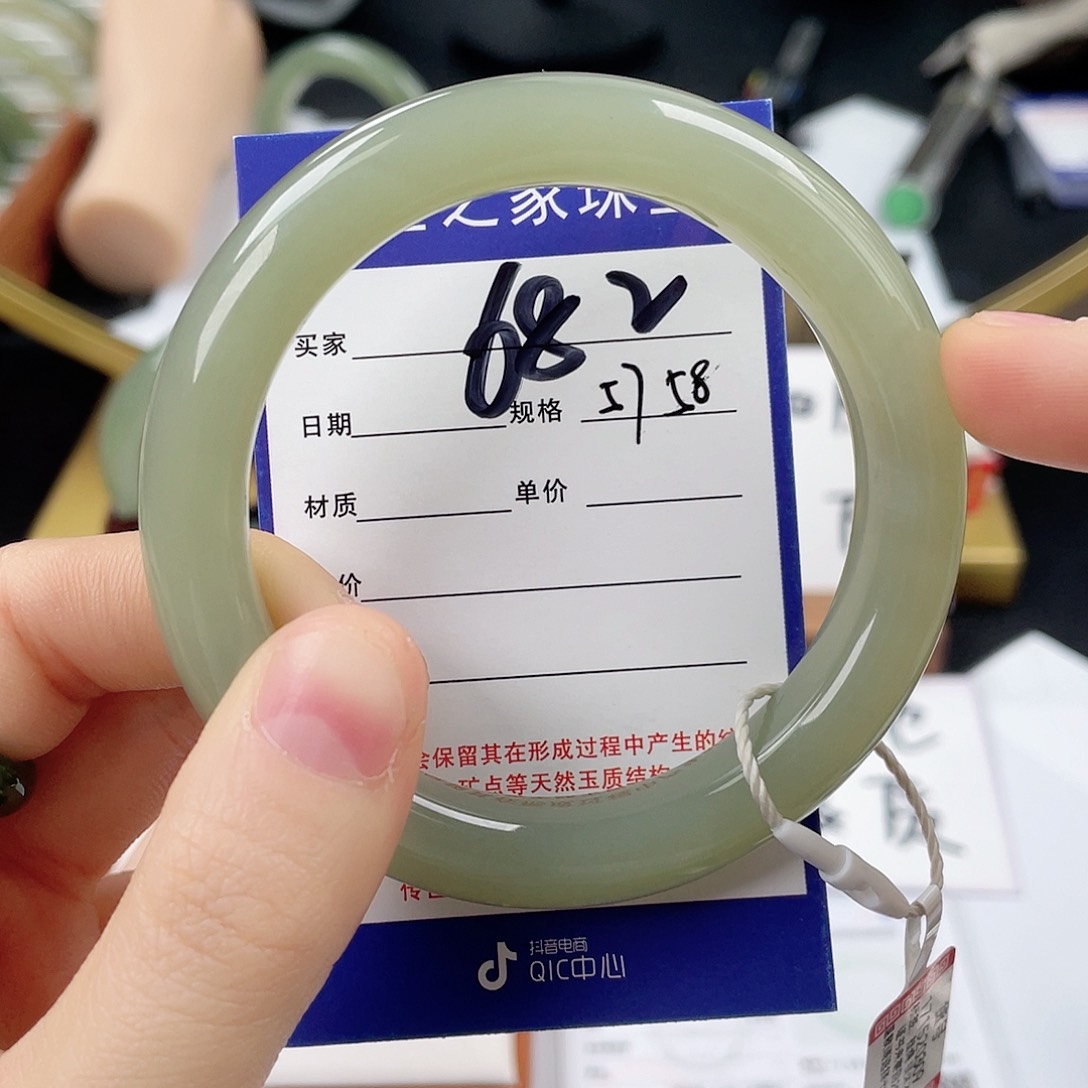 之家珠
682
买家
日期 规格 57 58
材质 单价
价
会保留其在形成过程中产生的
矿点等天然玉质结构
抖音电商
QIC中心